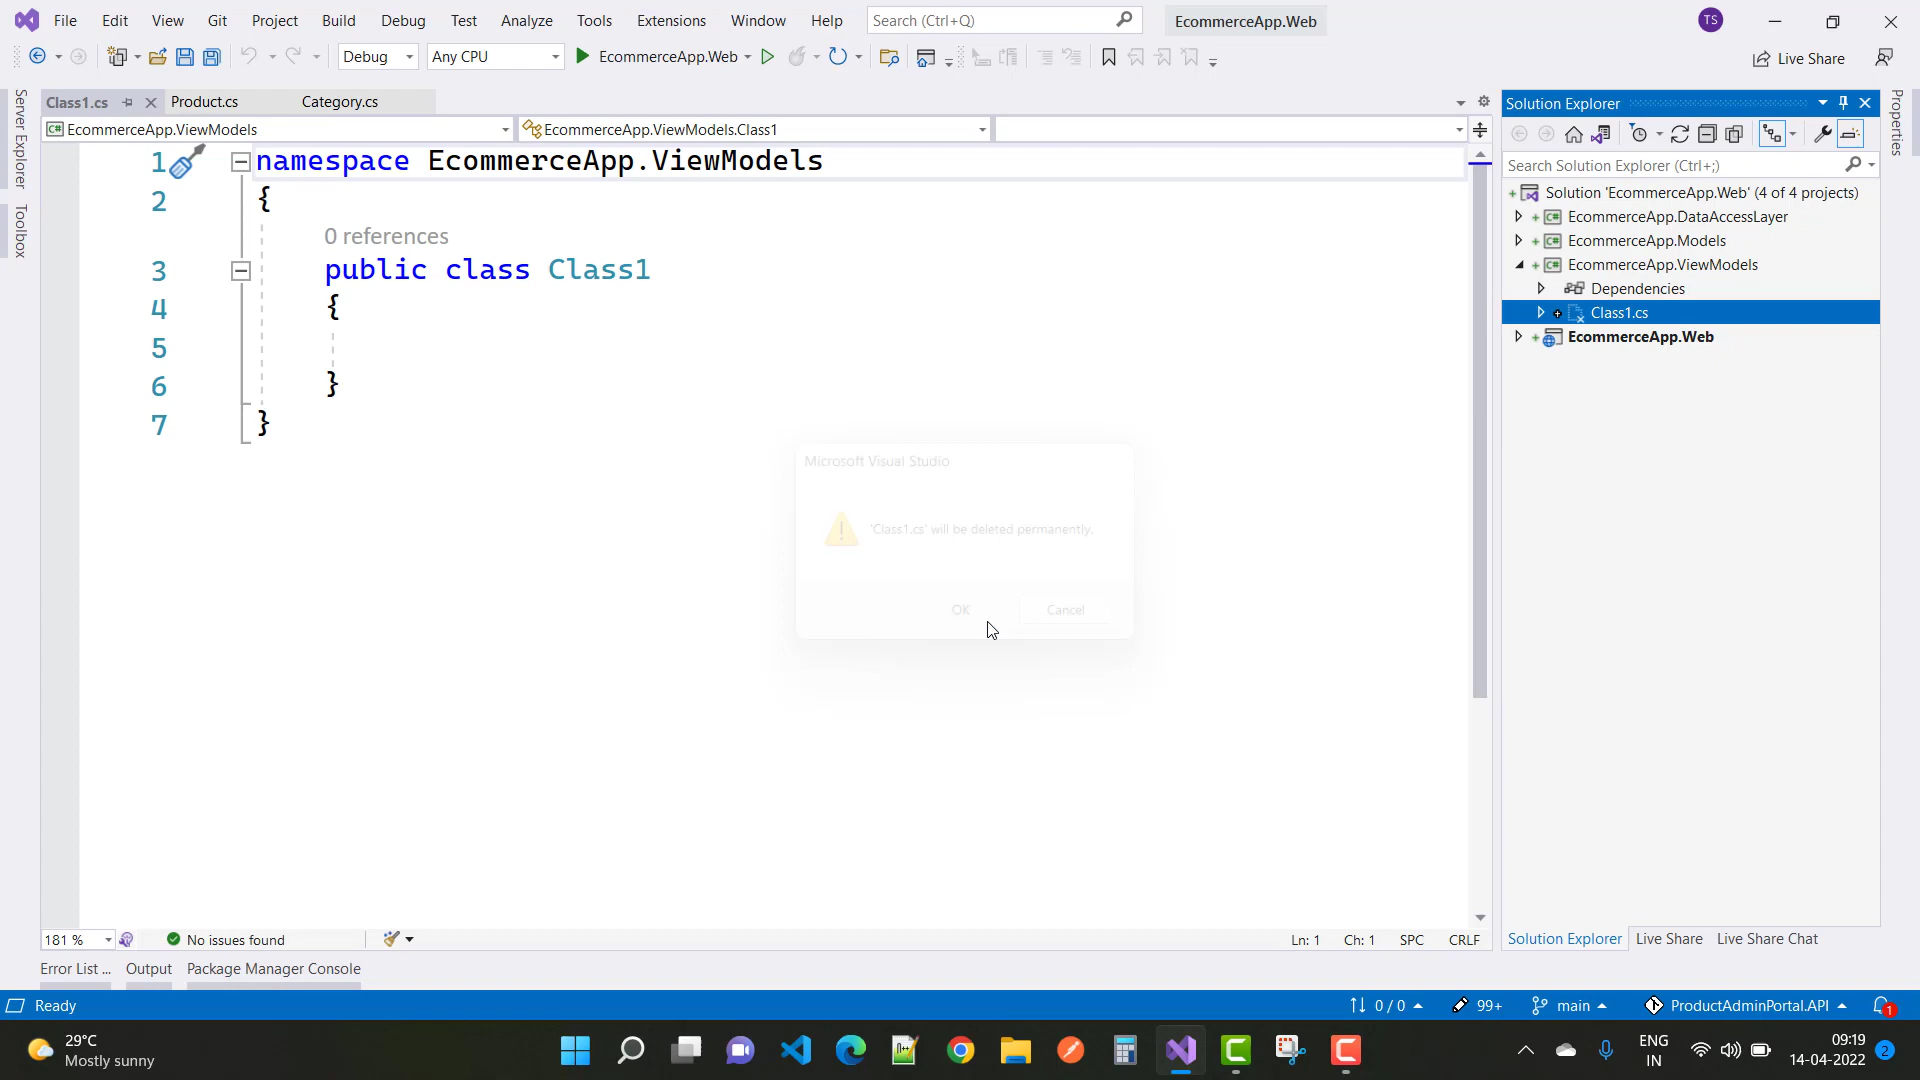 File Edit View Git Project Build Debug Test Analyze Tools Extensions Window Help Search (Ctrl+Q) EcommerceApp.Web TS
Debug Any CPU EcommerceApp.Web Live Share
Server Explorer
Toolbox
Class1.cs Product.cs Category.cs
EcommerceApp.ViewModels EcommerceApp.ViewModels.Class1
1 namespace EcommerceApp.ViewModels
2 {
0 references
3 public class Class1
4 {
5
6 }
7 }
Microsoft Visual Studio
'Class1.cs' will be deleted permanently.
OK Cancel
181 % No issues found Ln: 1 Ch: 1 SPC CRLF
Solution Explorer
Search Solution Explorer (Ctrl+;)
Solution 'EcommerceApp.Web' (4 of 4 projects)
EcommerceApp.DataAccessLayer
EcommerceApp.Models
EcommerceApp.ViewModels
Dependencies
Class1.cs
EcommerceApp.Web
Solution Explorer Live Share Live Share Chat
Properties
Error List ... Output Package Manager Console
Ready 0 / 0 99+ main ProductAdminPortal.API 1
29°C
Mostly sunny
ENG
IN
09:19
14-04-2022
2